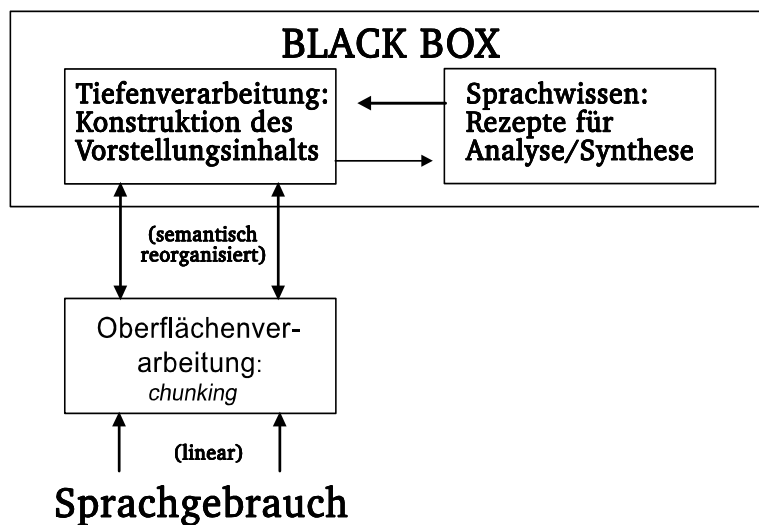 BLACK BOX
Tiefenverarbeitung:
Konstruktion des
Vorstellungsinhalts
Sprachwissen:
Rezepte für
Analyse/Synthese
(semantisch
reorganisiert)
Oberflächenver-
arbeitung:
chunking
(linear)
Sprachgebrauch